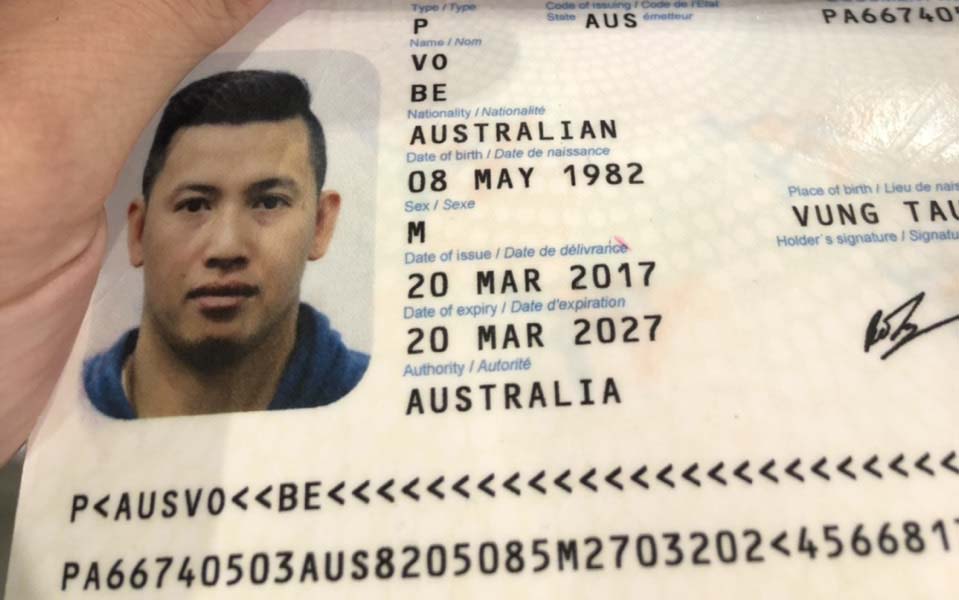 Type / Type
Code of issuing / Code de l'État
State émetteur
P
AUS
PA66740
Name / Nom
VO
BE
Nationality / Nationalité
AUSTRALIAN
Date of birth / Date de naissance
08 MAY 1982
Place of birth / Lieu de nais
Sex / Sexe
VUNG TAU
M
Holder's signature / Signatu
Date of issue / Date de délivrance
20 MAR 2017
Date of expiry / Date d'expiration
20 MAR 2027
Authority / Autorité
AUSTRALIA
P<AUSVO<<BE<<<<<<<<<<<<<<<<<<<<<<<<<<
PA66740503AUS8205085M2703202<456681